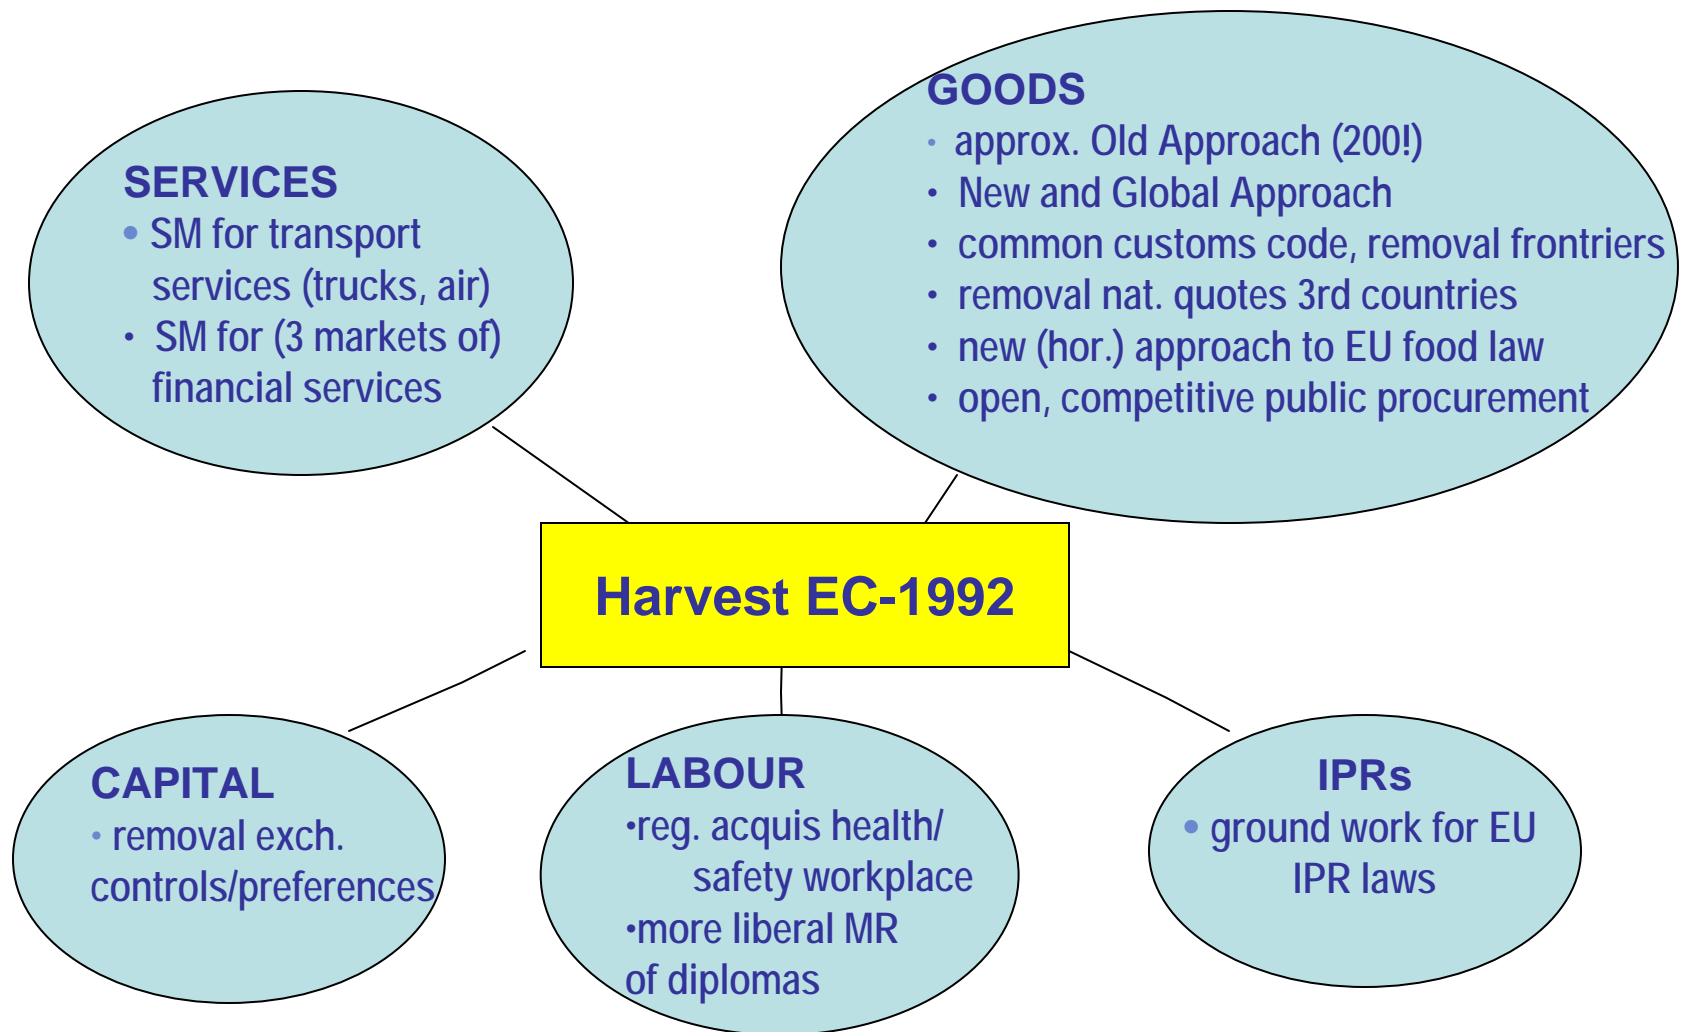 SERVICES
• SM for transport
services (trucks, air)
• SM for (3 markets of)
financial services
GOODS
• approx. Old Approach (200!)
• New and Global Approach
• common customs code, removal frontriers
• removal nat. quotes 3rd countries
• new (hor.) approach to EU food law
• open, competitive public procurement
Harvest EC-1992
CAPITAL
• removal exch.
controls/preferences
LABOUR
•reg. acquis health/
safety workplace
•more liberal MR
of diplomas
IPRs
• ground work for EU
IPR laws